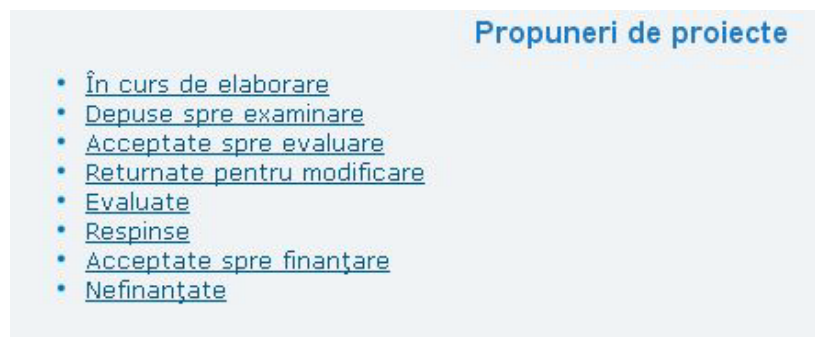 Propuneri de proiecte
• În curs de elaborare
• Depuse spre examinare
• Acceptate spre evaluare
• Returnate pentru modificare
• Evaluate
• Respinse
• Acceptate spre finanţare
• Nefinanţate